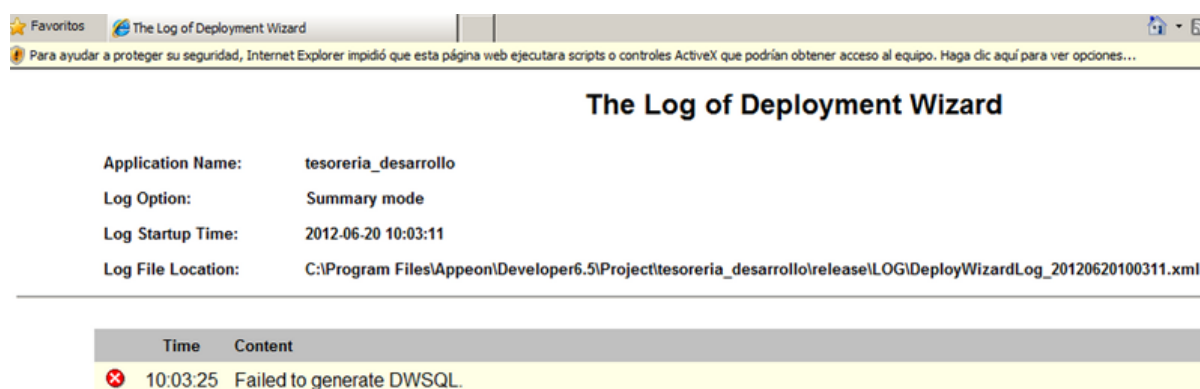 Favoritos The Log of Deployment Wizard
Para ayudar a proteger su seguridad, Internet Explorer impidió que esta página web ejecutara scripts o controles ActiveX que podrían obtener acceso al equipo. Haga clic aquí para ver opciones...
The Log of Deployment Wizard
Application Name: tesoreria_desarrollo
Log Option: Summary mode
Log Startup Time: 2012-06-20 10:03:11
Log File Location: C:\Program Files\Appeon\Developer6.5\Project\tesoreria_desarrollo\release\LOG\DeployWizardLog_20120620100311.xml
Time Content
10:03:25 Failed to generate DWSQL.